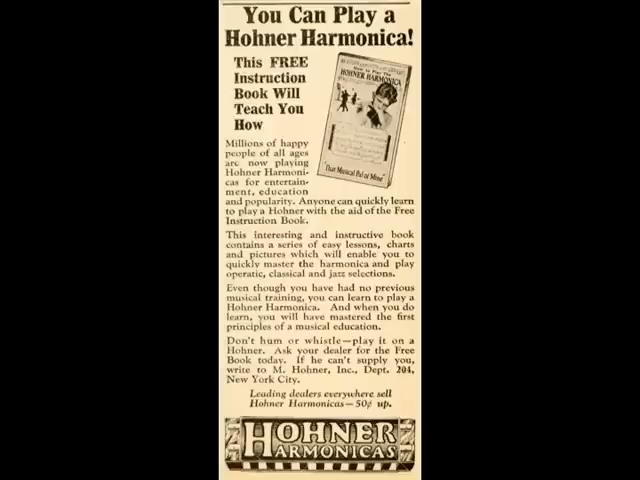 You Can Play a
Hohner Harmonica!
This FREE
Instruction
Book Will
Teach You
How
How to Play The
HOHNER HARMONICA
"That Musical Pal of Mine"
Millions of happy
people of all ages
are now playing
Hohner Harmoni-
cas for entertain-
ment, education
and popularity. Anyone can quickly learn
to play a Hohner with the aid of the Free
Instruction Book.
This interesting and instructive book
contains a series of easy lessons, charts
and pictures which will enable you to
quickly master the harmonica and play
operatic, classical and jazz selections.
Even though you have had no previous
musical training, you can learn to play a
Hohner Harmonica. And when you do
learn, you will have mastered the first
principles of a musical education.
Don't hum or whistle—play it on a
Hohner. Ask your dealer for the Free
Book today. If he can't supply you,
write to M. Hohner, Inc., Dept. 204,
New York City.
Leading dealers everywhere sell
Hohner Harmonicas—50¢ up.
HOHNER
HARMONICAS